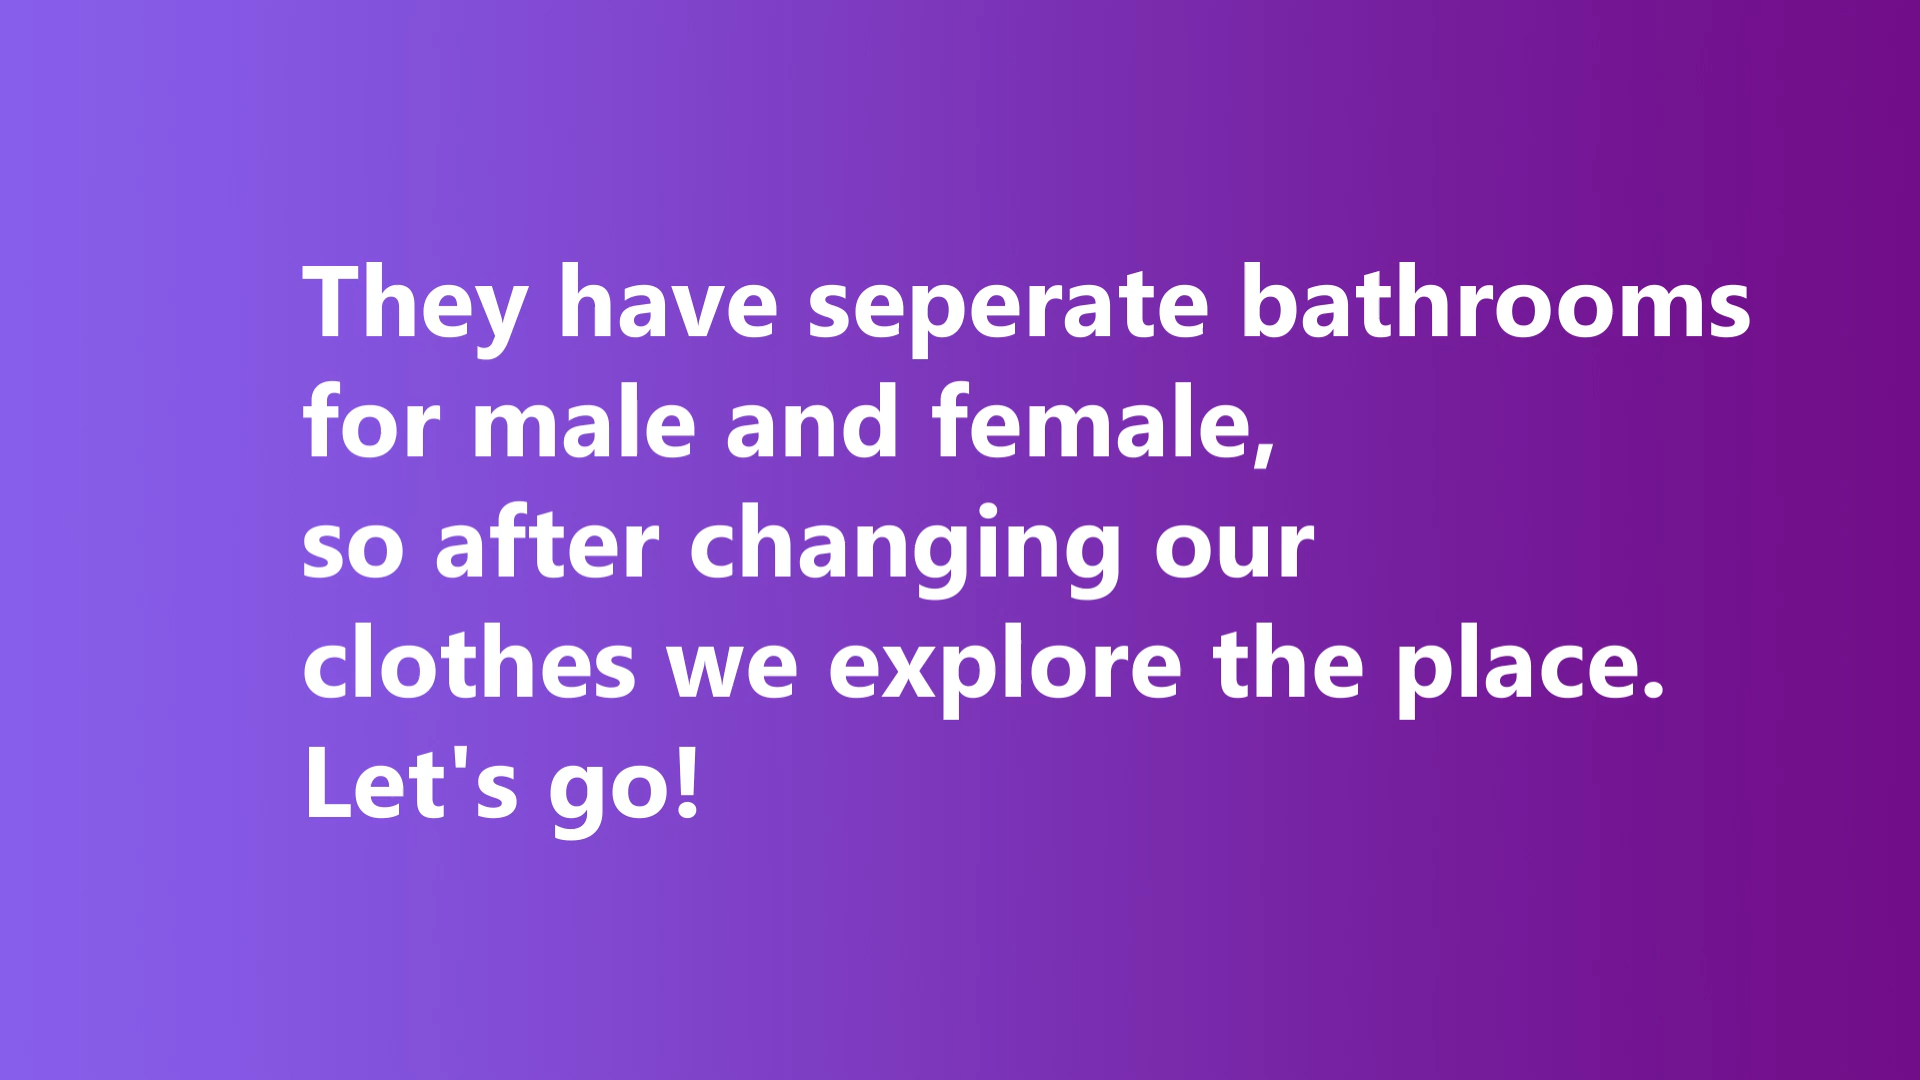 They have seperate bathrooms
for male and female,
so after changing our
clothes we explore the place.
Let's go!